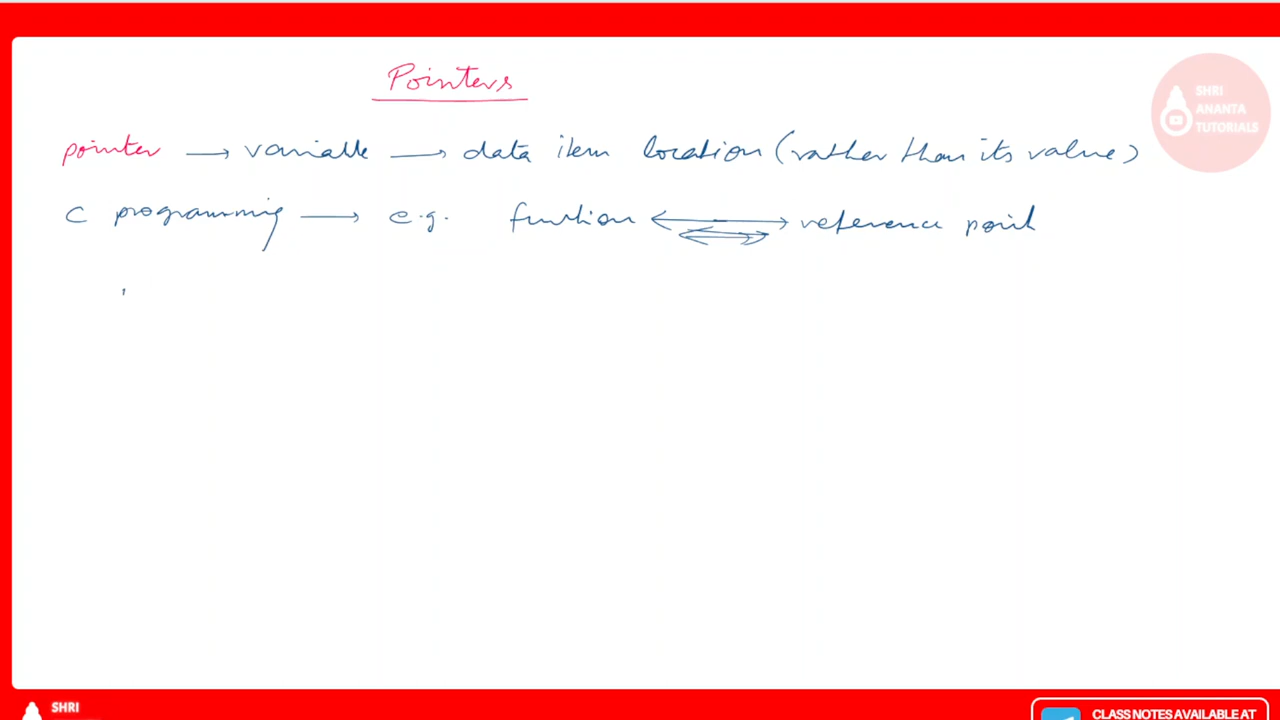 Pointers
SHRI
ANANTA
TUTORIALS
pointer → variable → data item location (rather than its value)
C programming → e.g. function ↔ reference point
SHRI
CLASS NOTES AVAILABLE AT